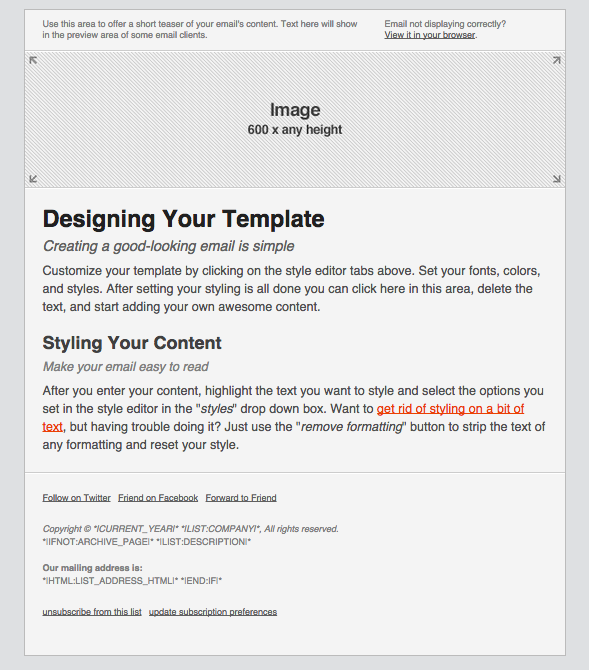 Use this area to offer a short teaser of your email's content. Text here will show
in the preview area of some email clients.
Email not displaying correctly?
View it in your browser.
Image
600 x any height
Designing Your Template
Creating a good-looking email is simple
Customize your template by clicking on the style editor tabs above. Set your fonts, colors,
and styles. After setting your styling is all done you can click here in this area, delete the
text, and start adding your own awesome content.
Styling Your Content
Make your email easy to read
After you enter your content, highlight the text you want to style and select the options you
set in the style editor in the "styles" drop down box. Want to get rid of styling on a bit of
text, but having trouble doing it? Just use the "remove formatting" button to strip the text of
any formatting and reset your style.
Follow on Twitter Friend on Facebook Forward to Friend
Copyright © *|CURRENT_YEAR|* *|LIST:COMPANY|*, All rights reserved.
*|IFNOT:ARCHIVE_PAGE|* *|LIST:DESCRIPTION|*
Our mailing address is:
*|HTML:LIST_ADDRESS_HTML|* *|END:IF|*
unsubscribe from this list update subscription preferences